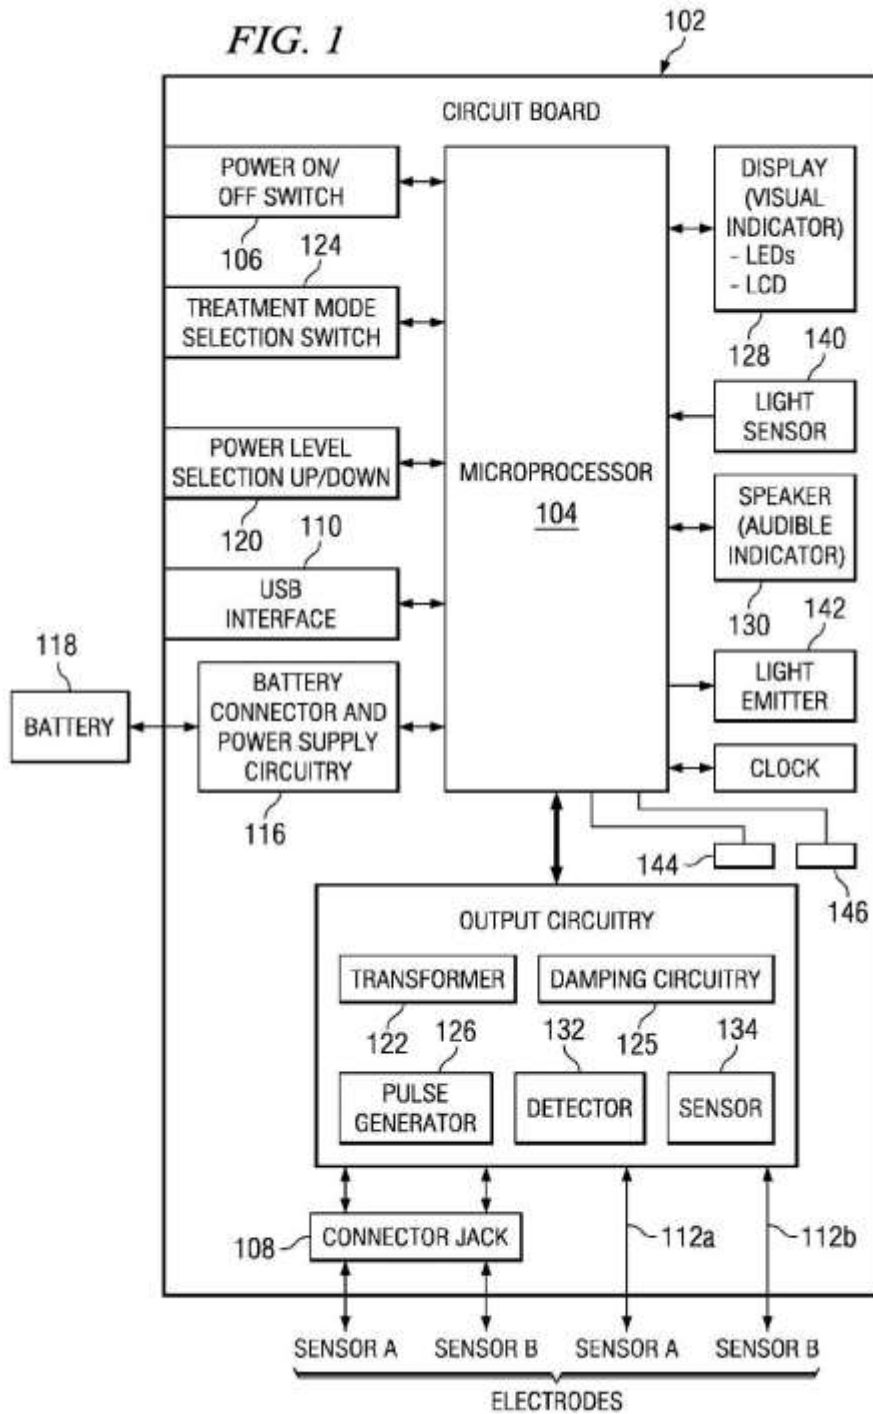 FIG. 1
102
CIRCUIT BOARD
POWER ON/
OFF SWITCH
106
124
TREATMENT MODE
SELECTION SWITCH
POWER LEVEL
SELECTION UP/DOWN
120
110
USB
INTERFACE
118
BATTERY
BATTERY
CONNECTOR AND
POWER SUPPLY
CIRCUITRY
116
MICROPROCESSOR
104
DISPLAY
(VISUAL
INDICATOR)
- LEDs
- LCD
128
140
LIGHT
SENSOR
SPEAKER
(AUDIBLE
INDICATOR)
130
142
LIGHT
EMITTER
CLOCK
144
146
OUTPUT CIRCUITRY
TRANSFORMER
DAMPING CIRCUITRY
122
126
132
125
134
PULSE
GENERATOR
DETECTOR
SENSOR
108
CONNECTOR JACK
112a
112b
SENSOR A
SENSOR B
SENSOR A
SENSOR B
ELECTRODES